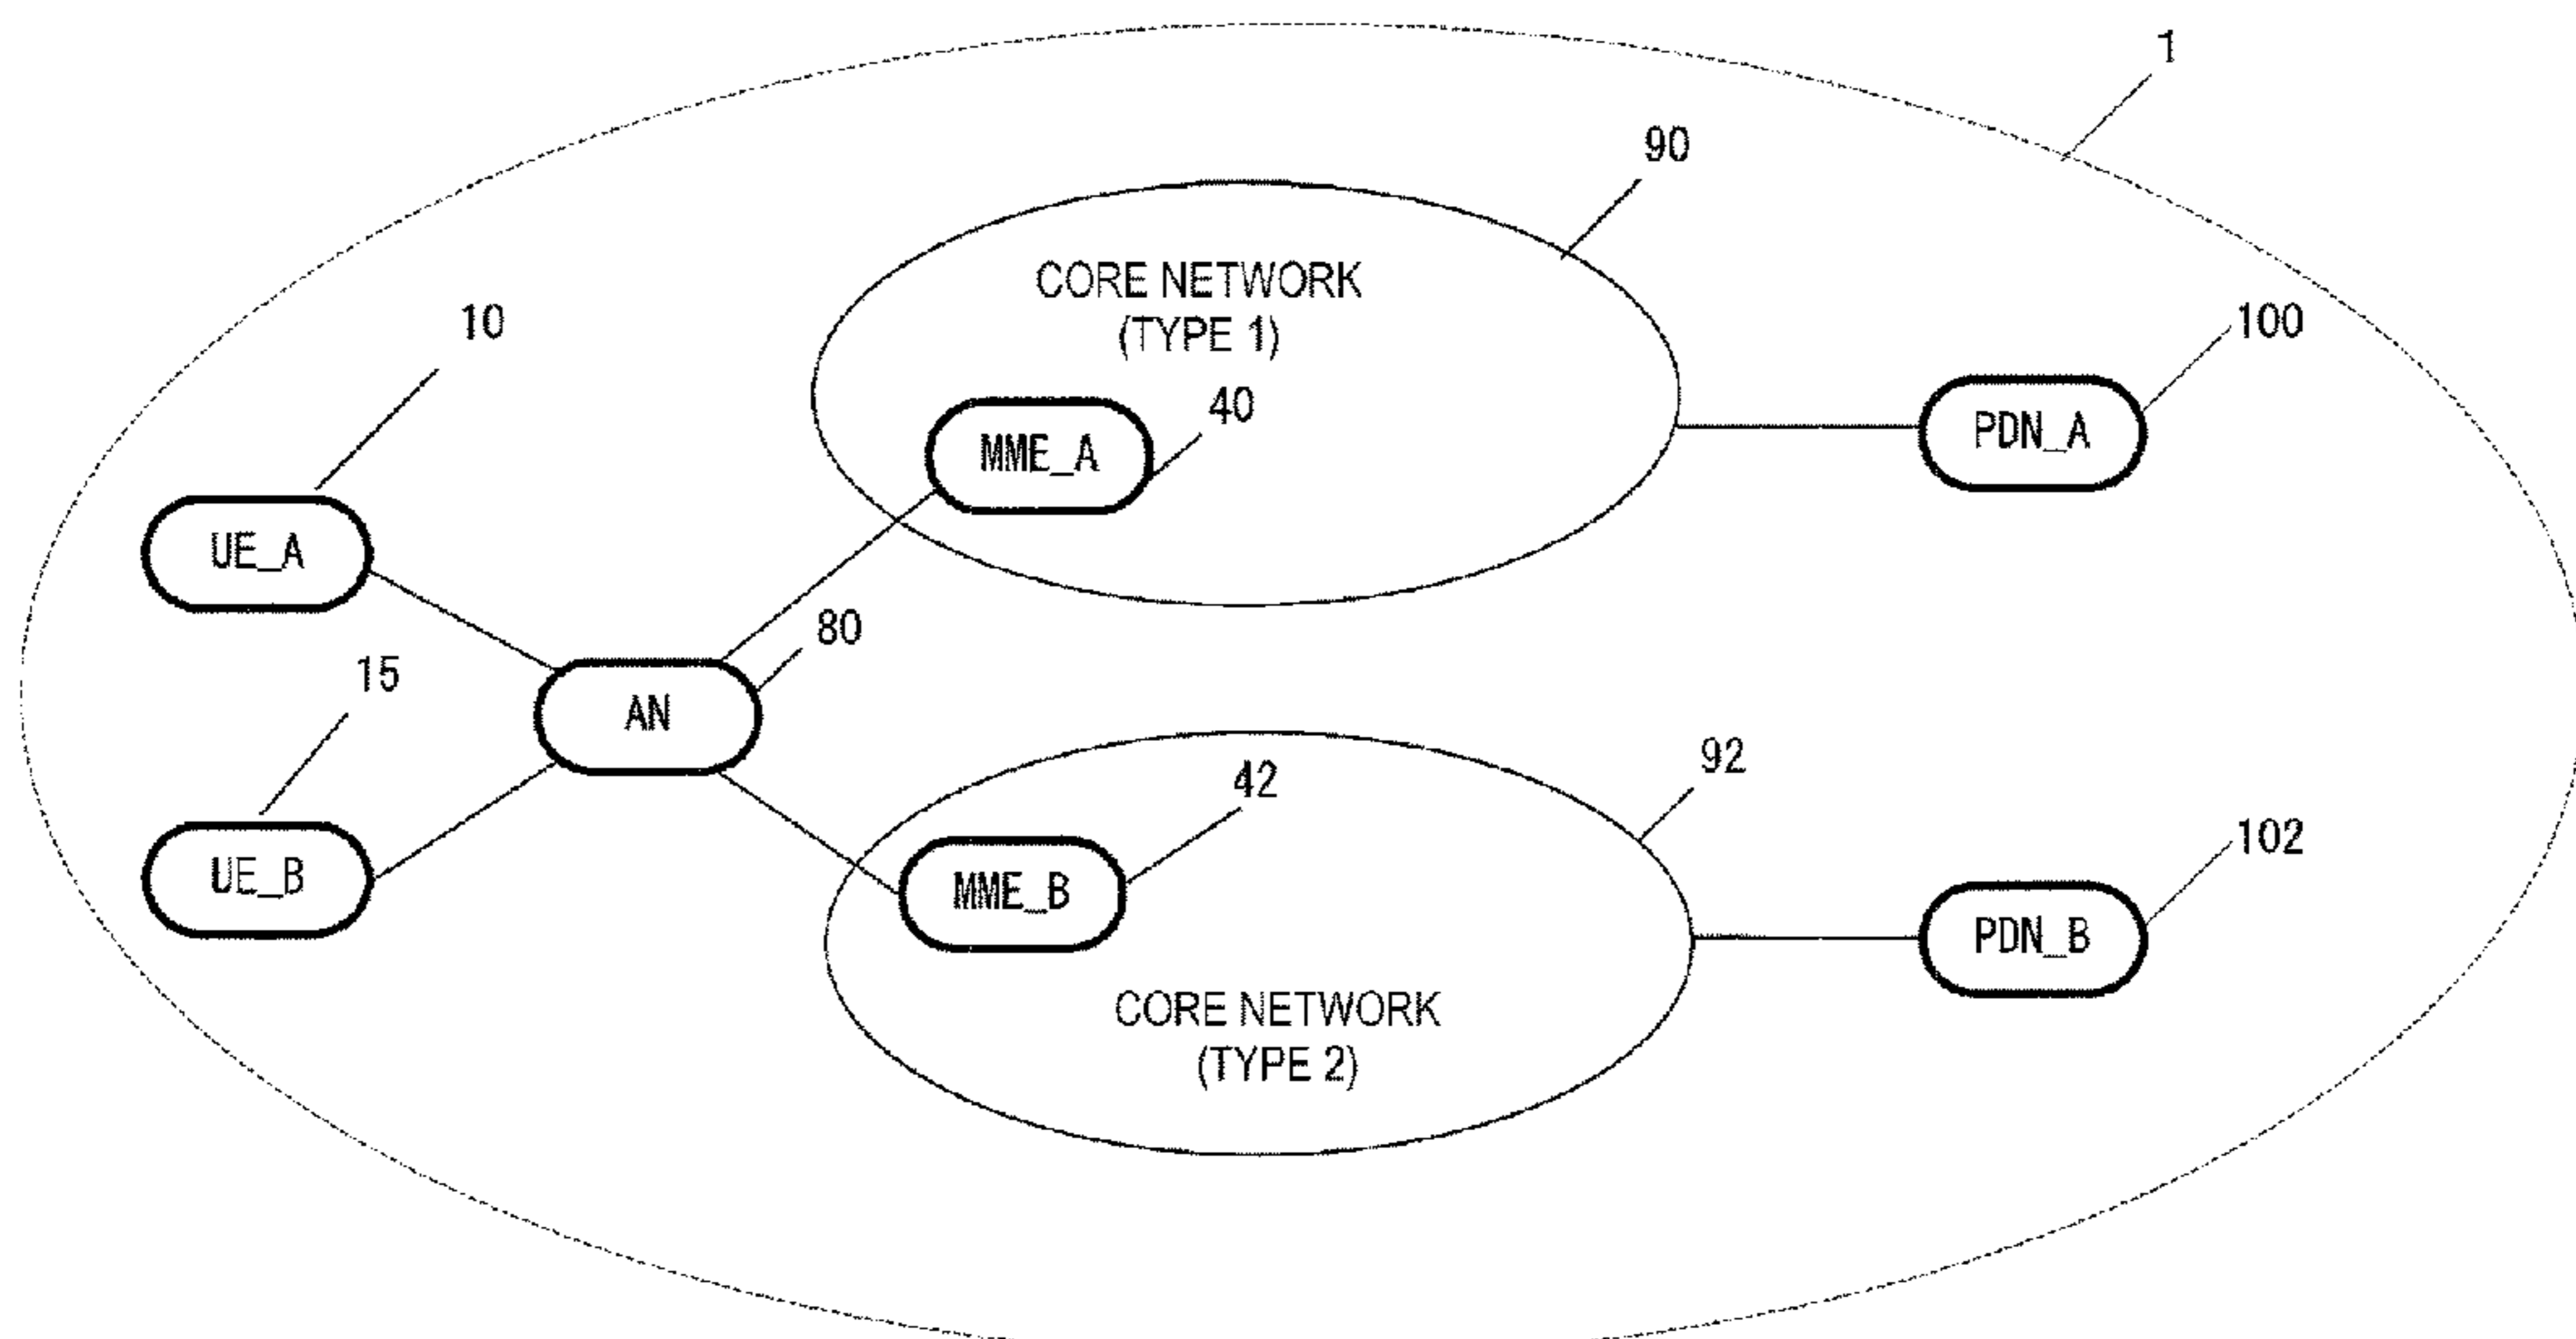 1
90
CORE NETWORK
(TYPE 1)
10
100
40
MME_A
PDN_A
UE_A
80
15
AN
92
42
102
UE_B
MME_B
PDN_B
CORE NETWORK
(TYPE 2)